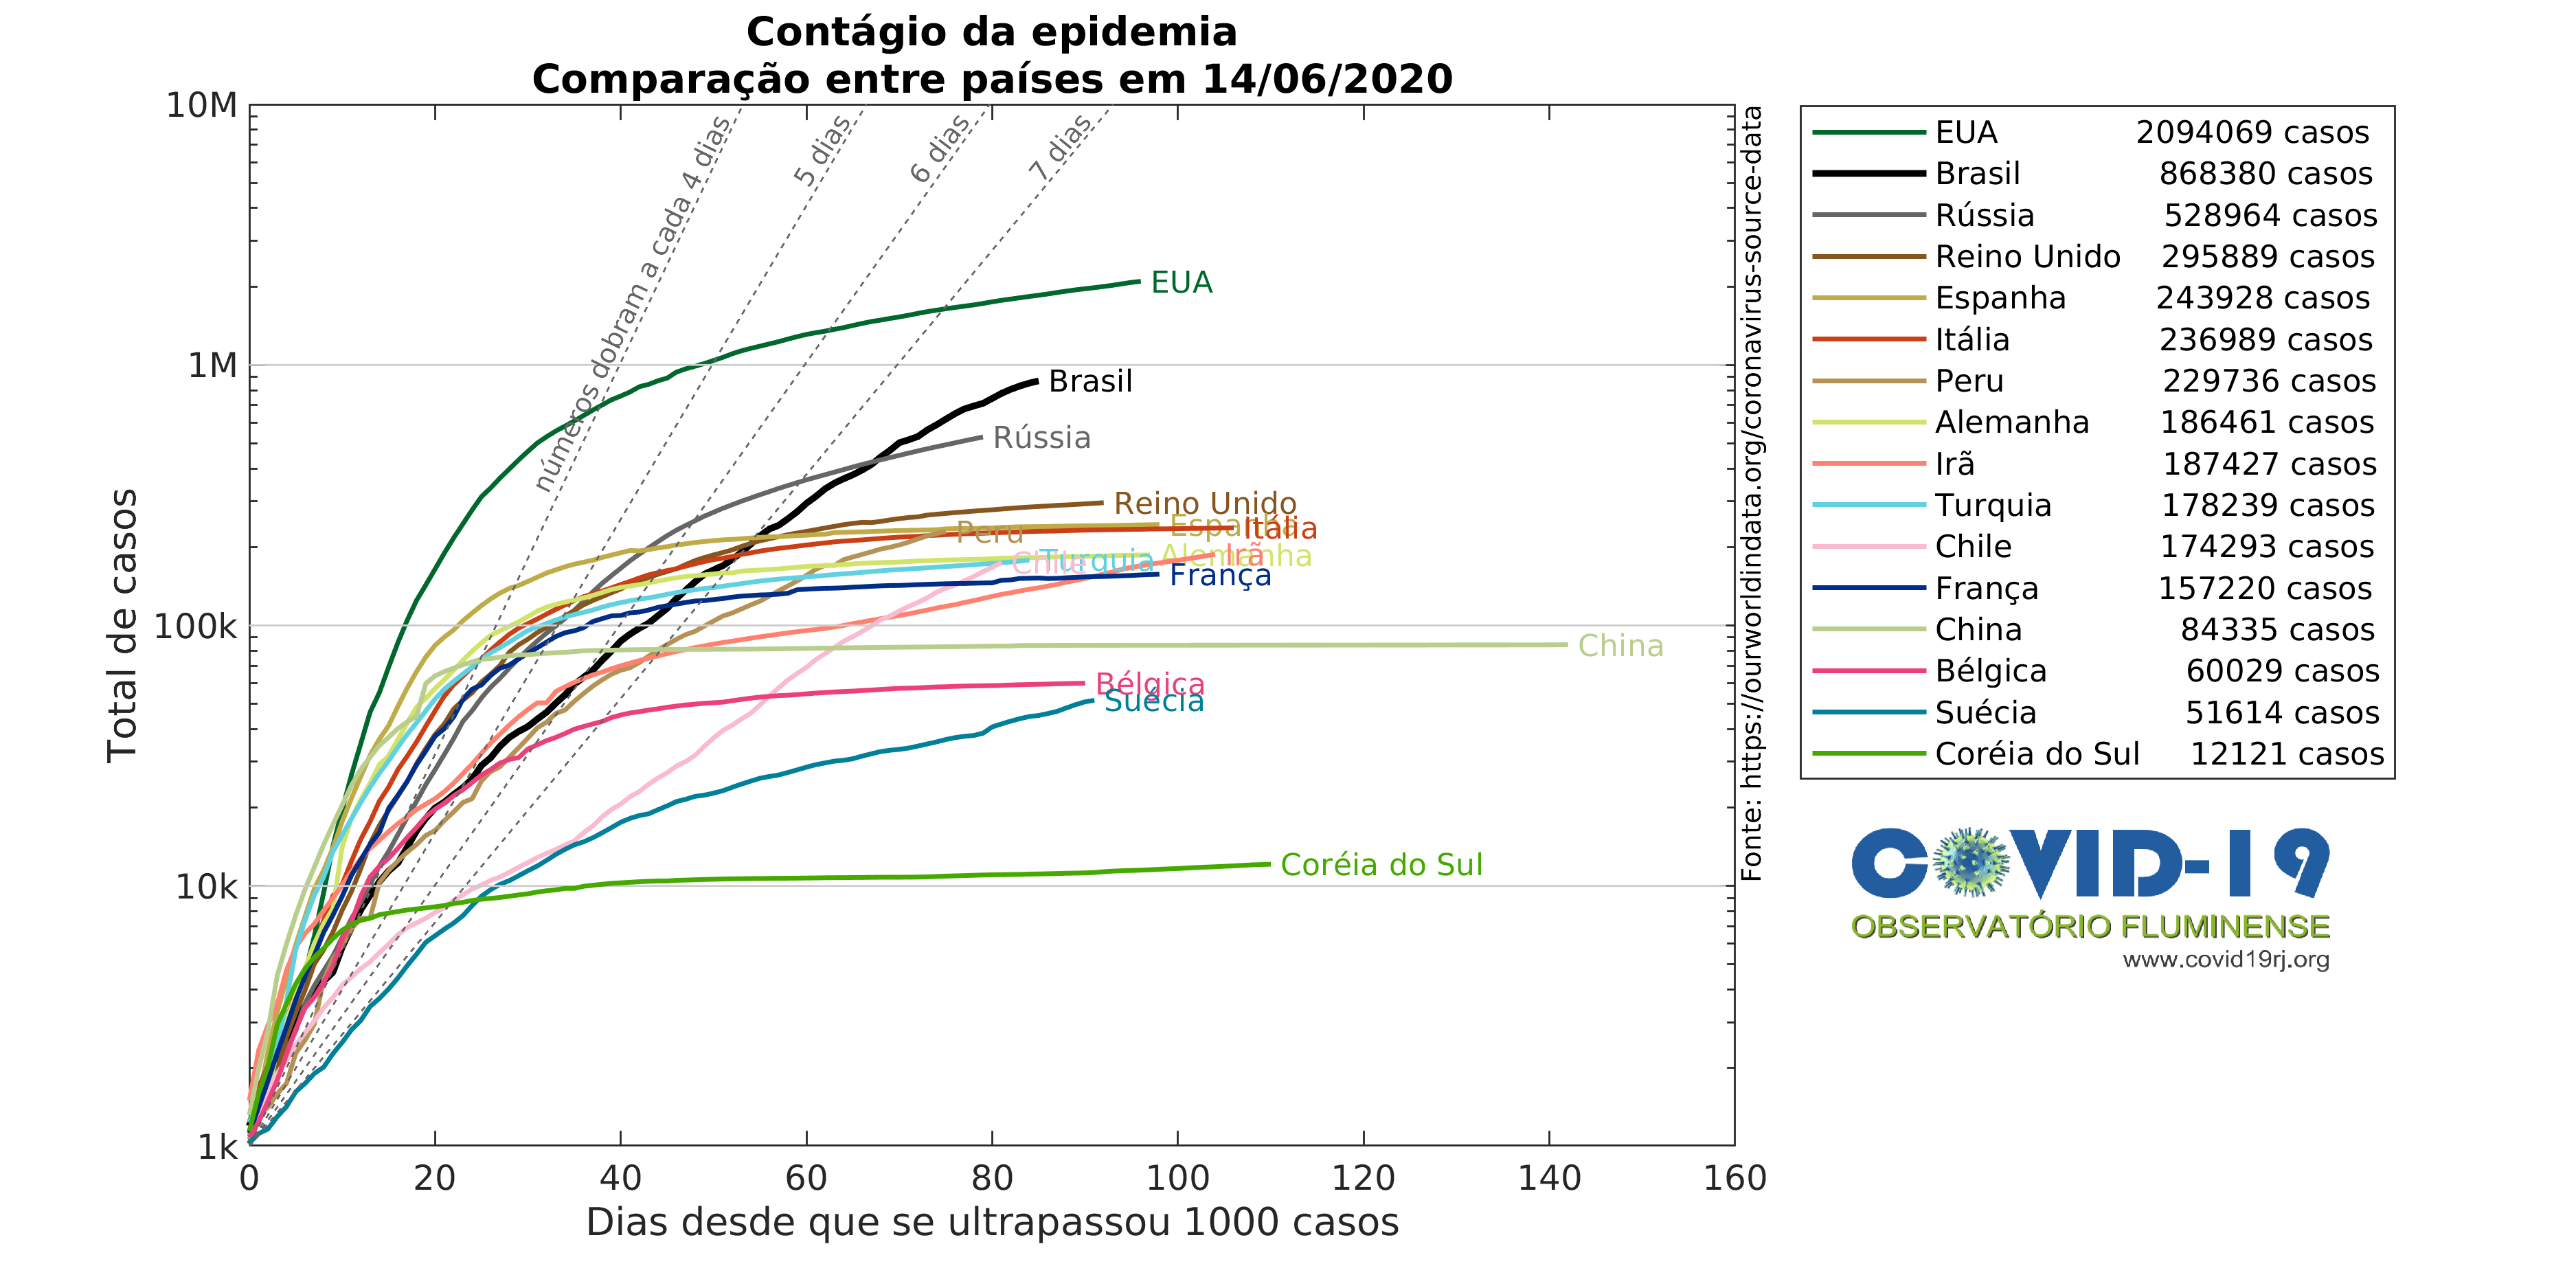 Contágio da epidemia
Comparação entre países em 14/06/2020
10M
1M
100k
10k
1k
Total de casos
0 20 40 60 80 100 120 140 160
Dias desde que se ultrapassou 1000 casos
números dobram a cada 4 dias
5 dias
6 dias
7 dias
EUA
Brasil
Rússia
Reino Unido
Espanha
Itália
Peru
Alemanha
Irã
Turquia
Chile
França
China
Bélgica
Suécia
Coréia do Sul
Fonte: https://ourworldindata.org/coronavirus-source-data
EUA 2094069 casos
Brasil 868380 casos
Rússia 528964 casos
Reino Unido 295889 casos
Espanha 243928 casos
Itália 236989 casos
Peru 229736 casos
Alemanha 186461 casos
Irã 187427 casos
Turquia 178239 casos
Chile 174293 casos
França 157220 casos
China 84335 casos
Bélgica 60029 casos
Suécia 51614 casos
Coréia do Sul 12121 casos
COVID-19
OBSERVATÓRIO FLUMINENSE
www.covid19rj.org